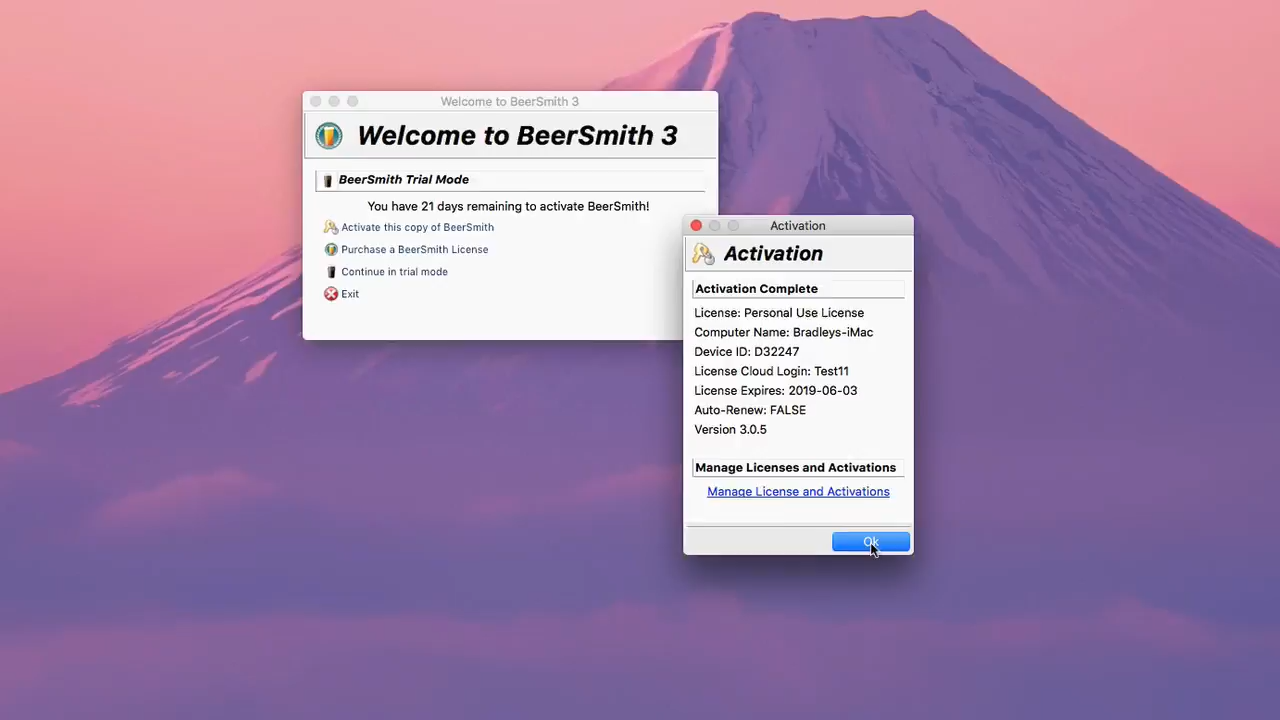 Welcome to BeerSmith 3
Welcome to BeerSmith 3
BeerSmith Trial Mode
You have 21 days remaining to activate BeerSmith!
Activate this copy of BeerSmith
Purchase a BeerSmith License
Continue in trial mode
Exit
Activation
Activation
Activation Complete
License: Personal Use License
Computer Name: Bradleys-iMac
Device ID: D32247
License Cloud Login: Test11
License Expires: 2019-06-03
Auto-Renew: FALSE
Version 3.0.5
Manage Licenses and Activations
Manage License and Activations
Ok